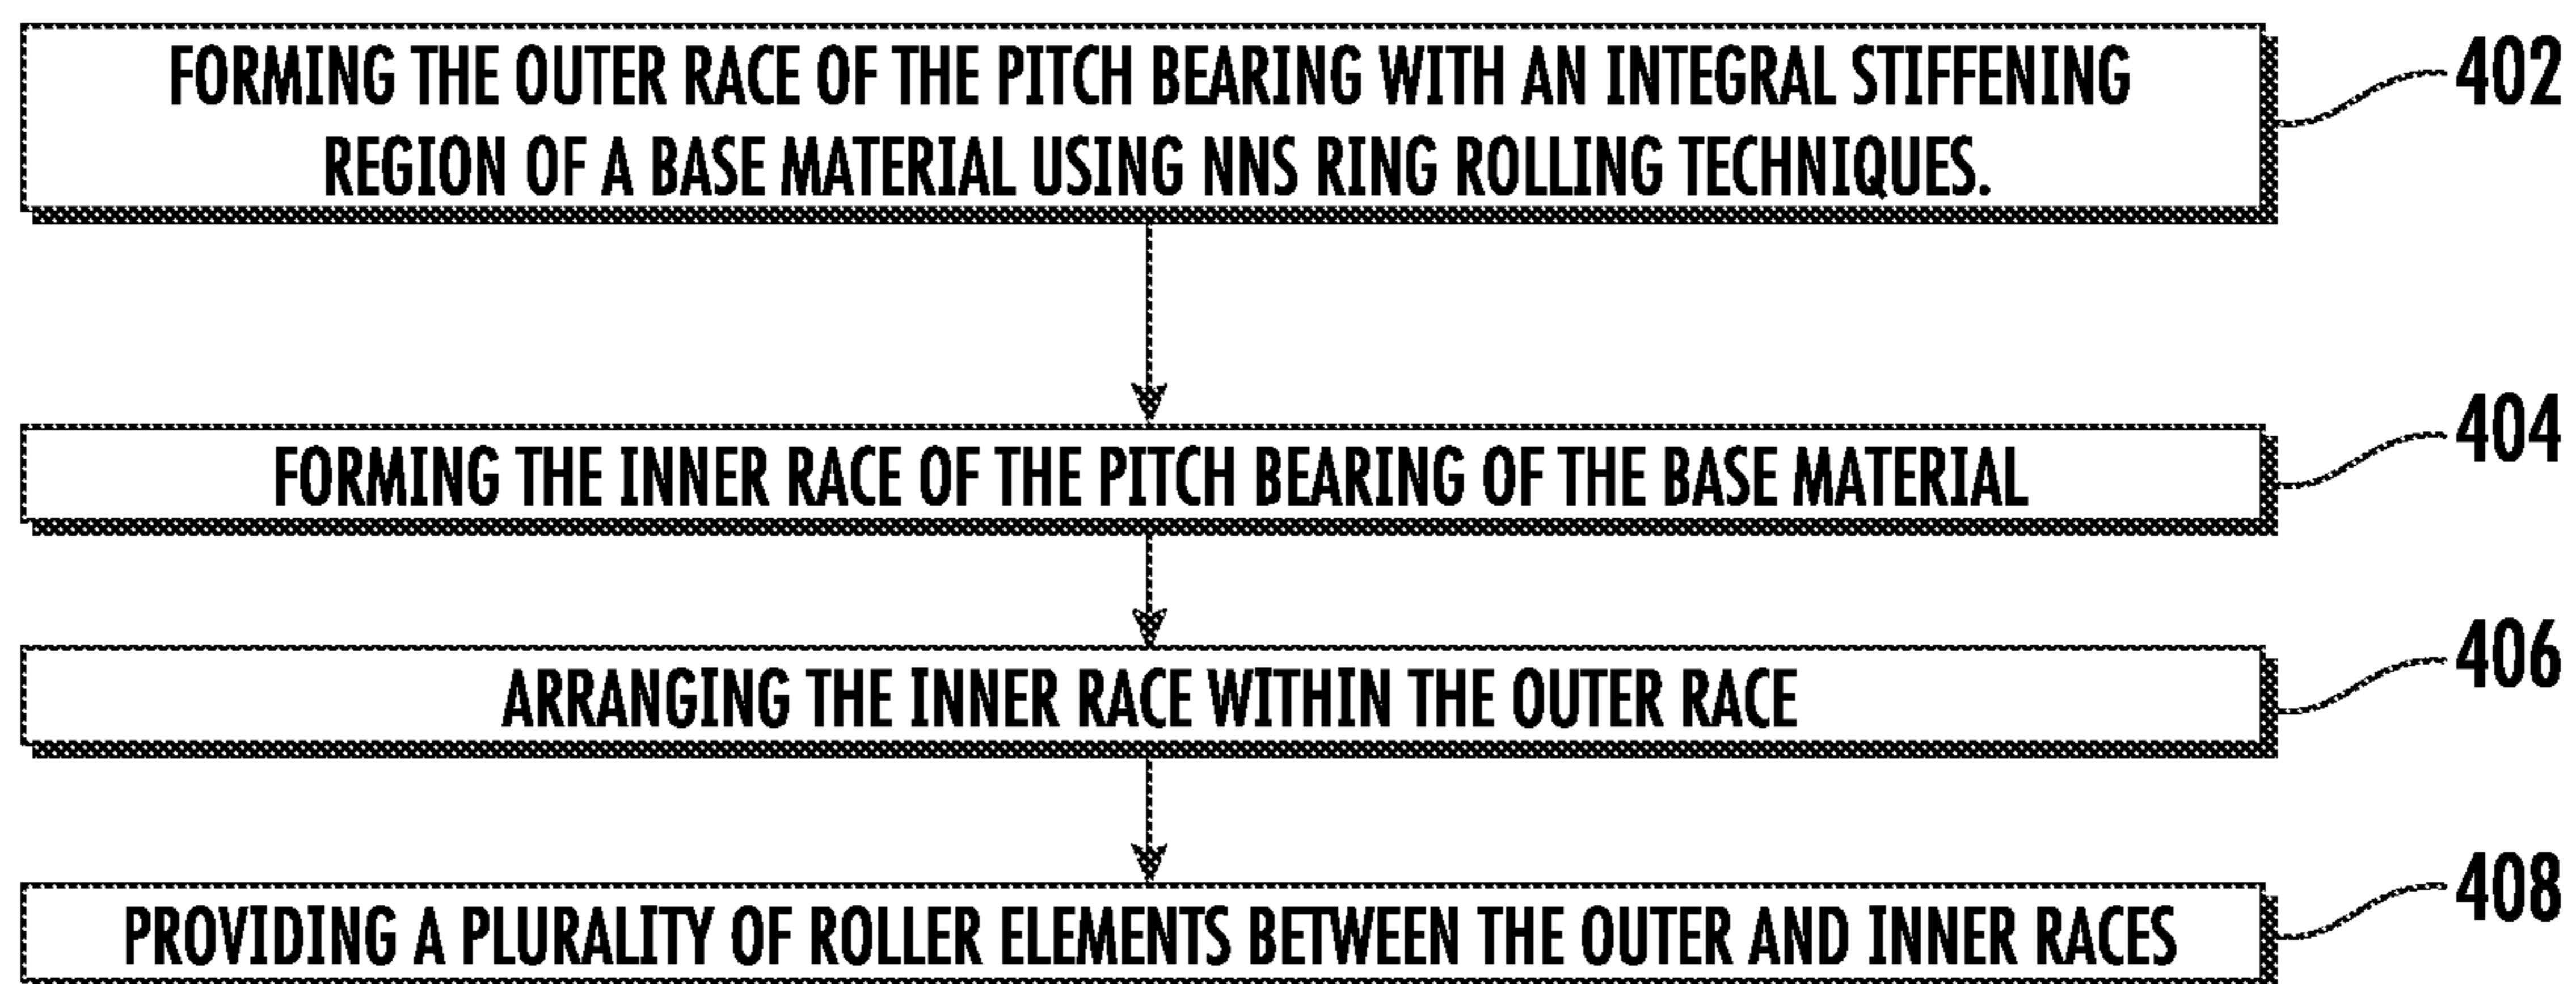 FORMING THE OUTER RACE OF THE PITCH BEARING WITH AN INTEGRAL STIFFENING
REGION OF A BASE MATERIAL USING NNS RING ROLLING TECHNIQUES.
402
FORMING THE INNER RACE OF THE PITCH BEARING OF THE BASE MATERIAL
404
ARRANGING THE INNER RACE WITHIN THE OUTER RACE
406
PROVIDING A PLURALITY OF ROLLER ELEMENTS BETWEEN THE OUTER AND INNER RACES
408